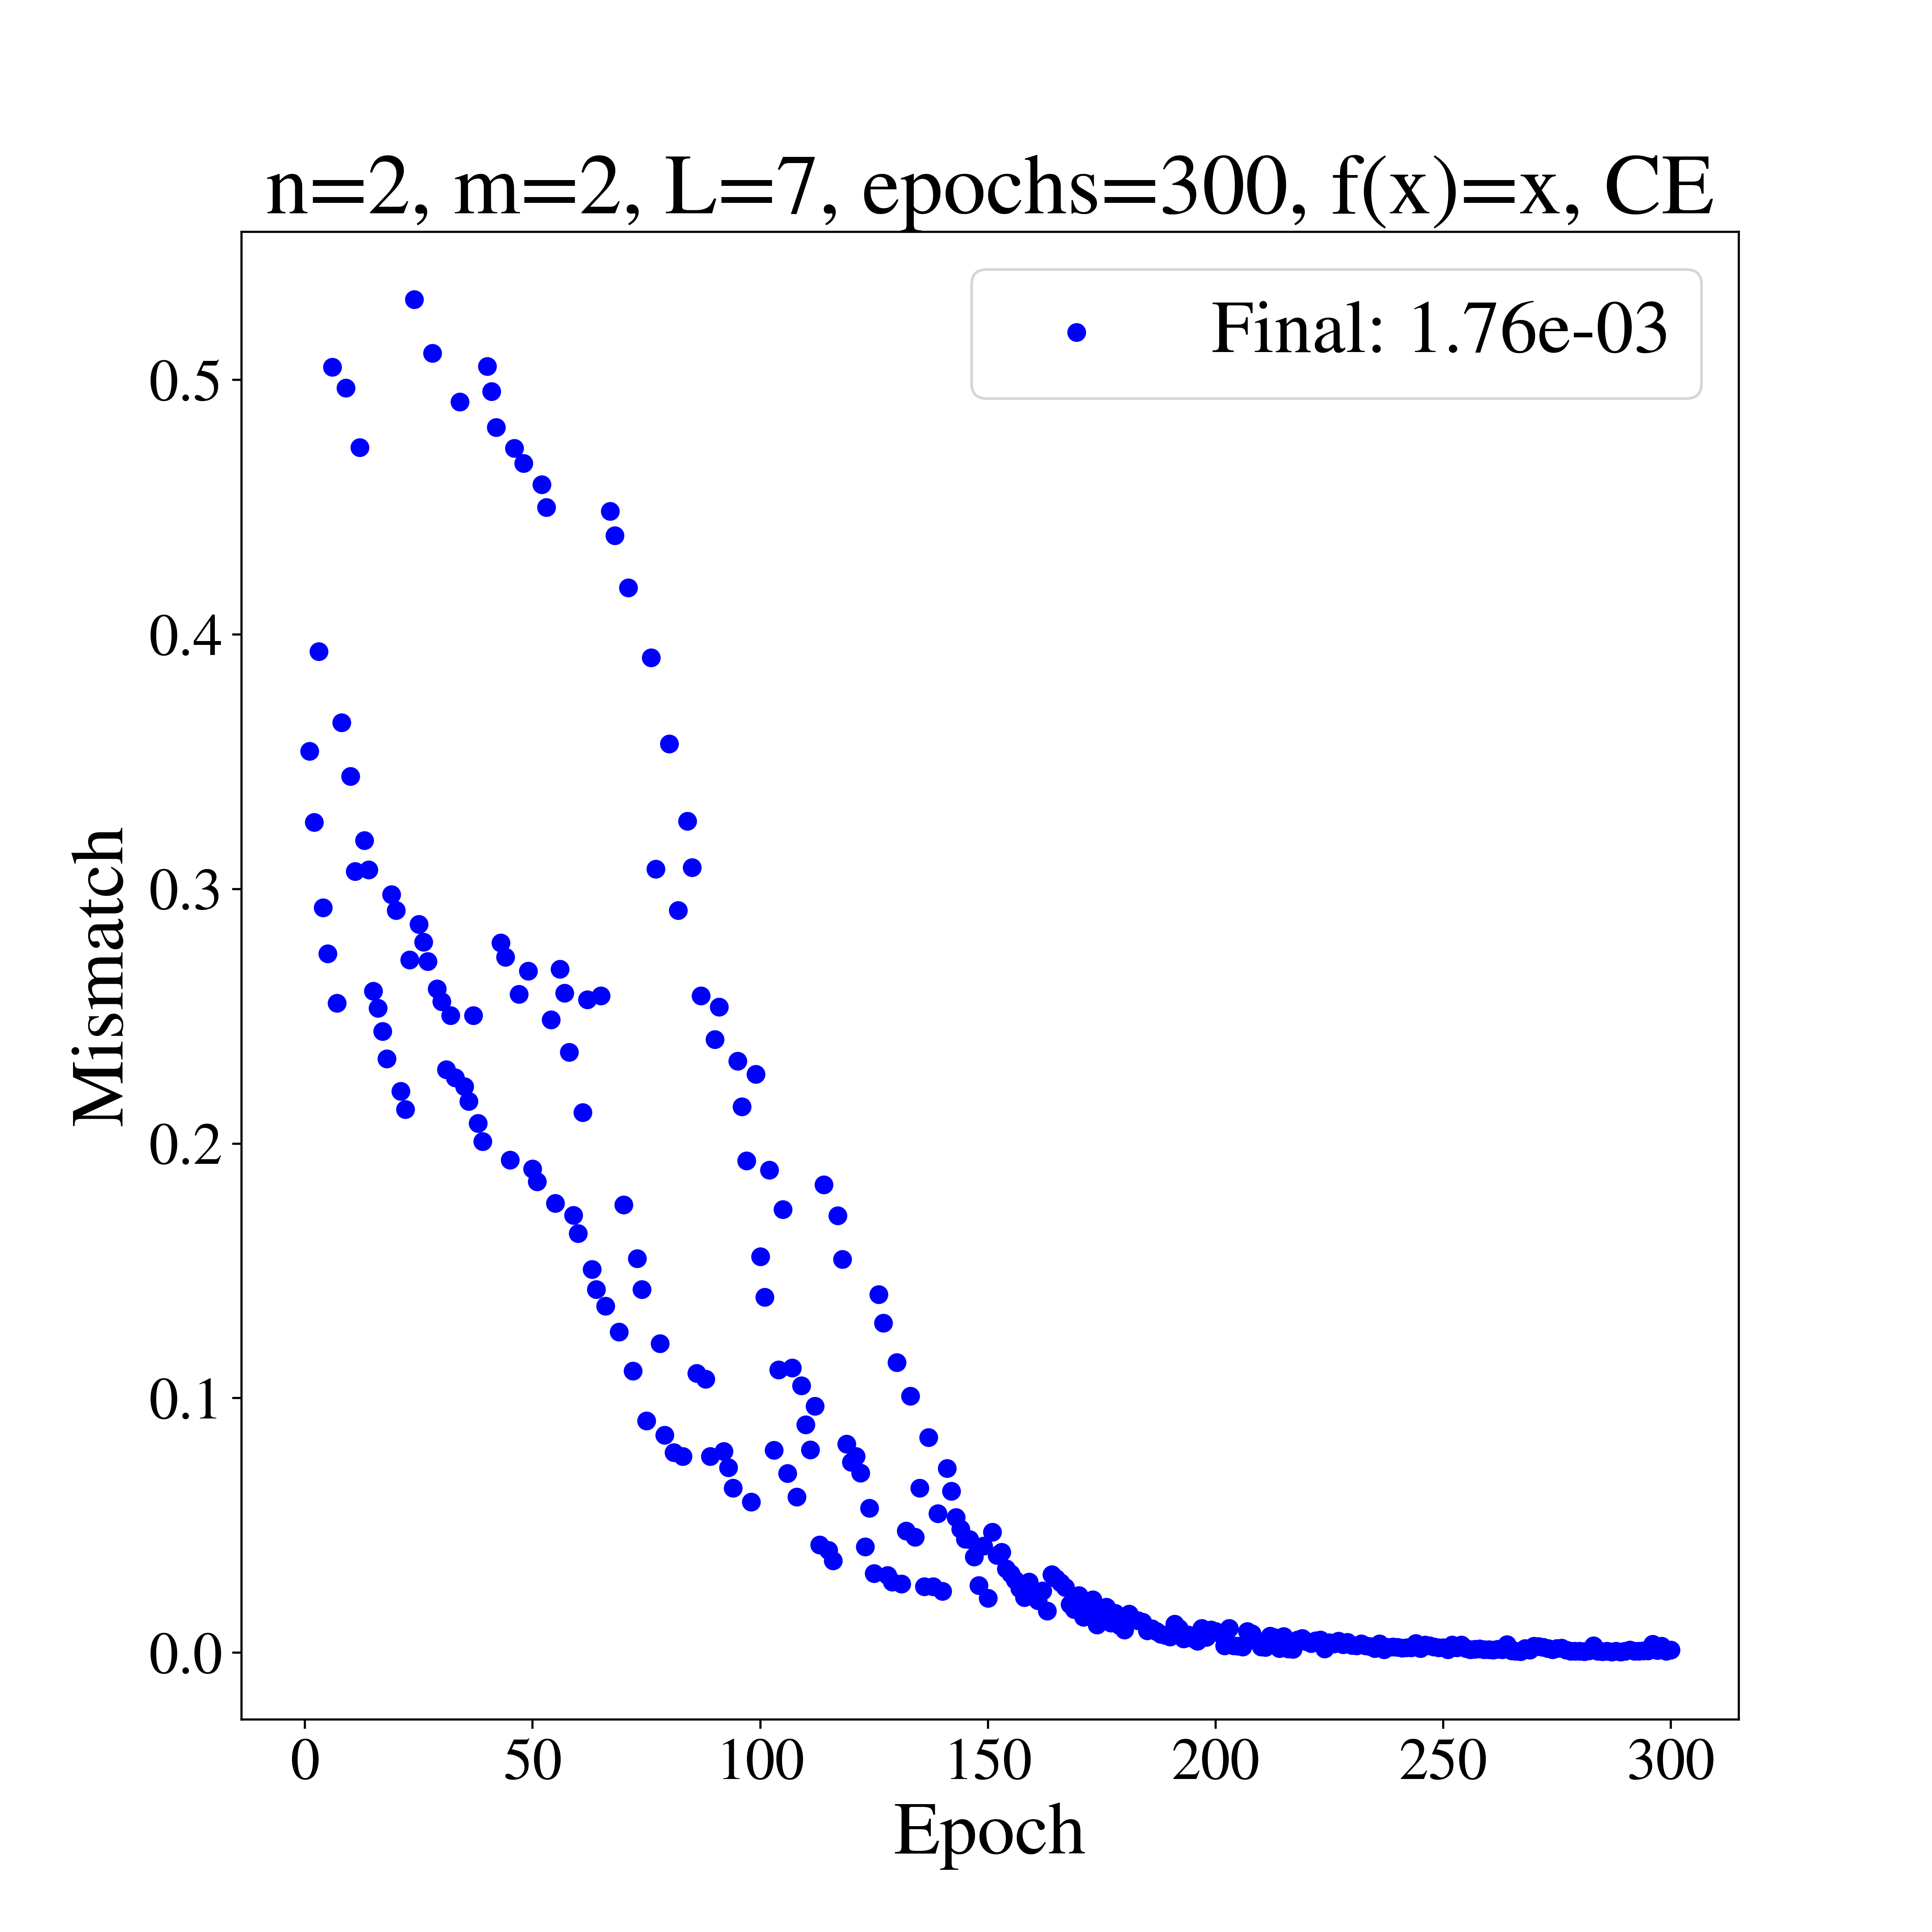 n=2, m=2, L=7, epochs=300, f(x)=x, CE
Final: 1.76e-03
Mismatch
0.5
0.4
0.3
0.2
0.1
0.0
0 50 100 150 200 250 300
Epoch